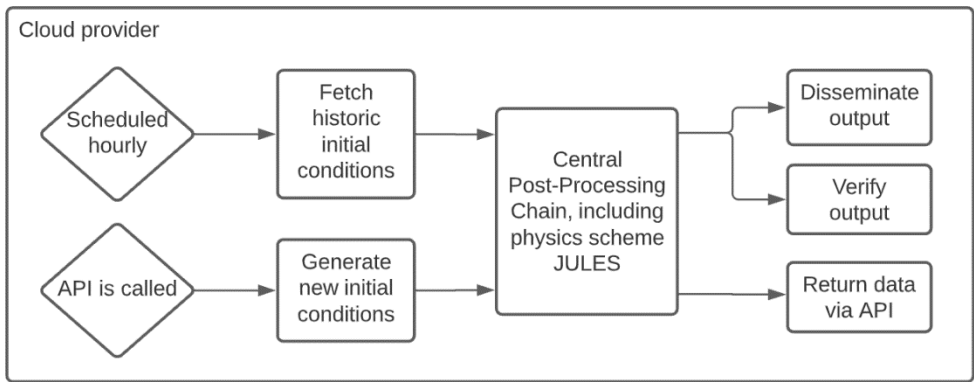 Cloud provider
Scheduled
hourly
Fetch
historic
initial
conditions
Central
Post-Processing
Chain, including
physics scheme
JULES
Disseminate
output
Verify
output
API is called
Generate
new initial
conditions
Return data
via API